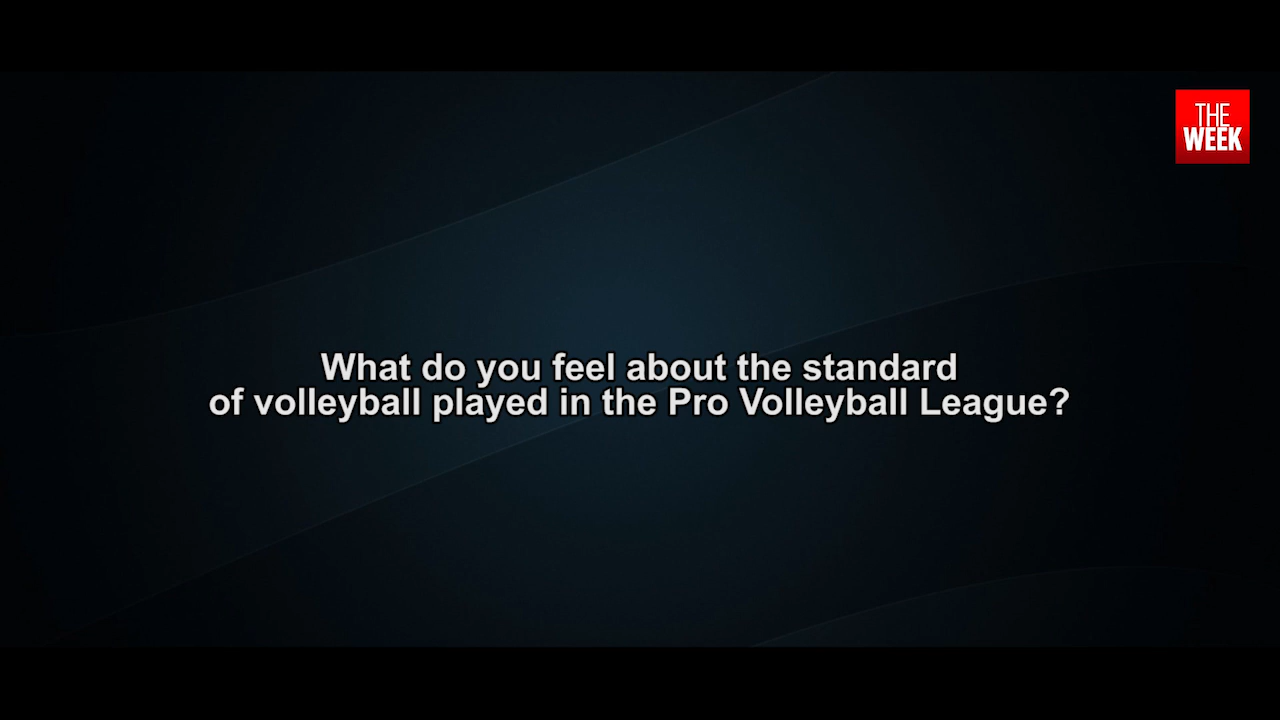 THE
WEEK
What do you feel about the standard
of volleyball played in the Pro Volleyball League?